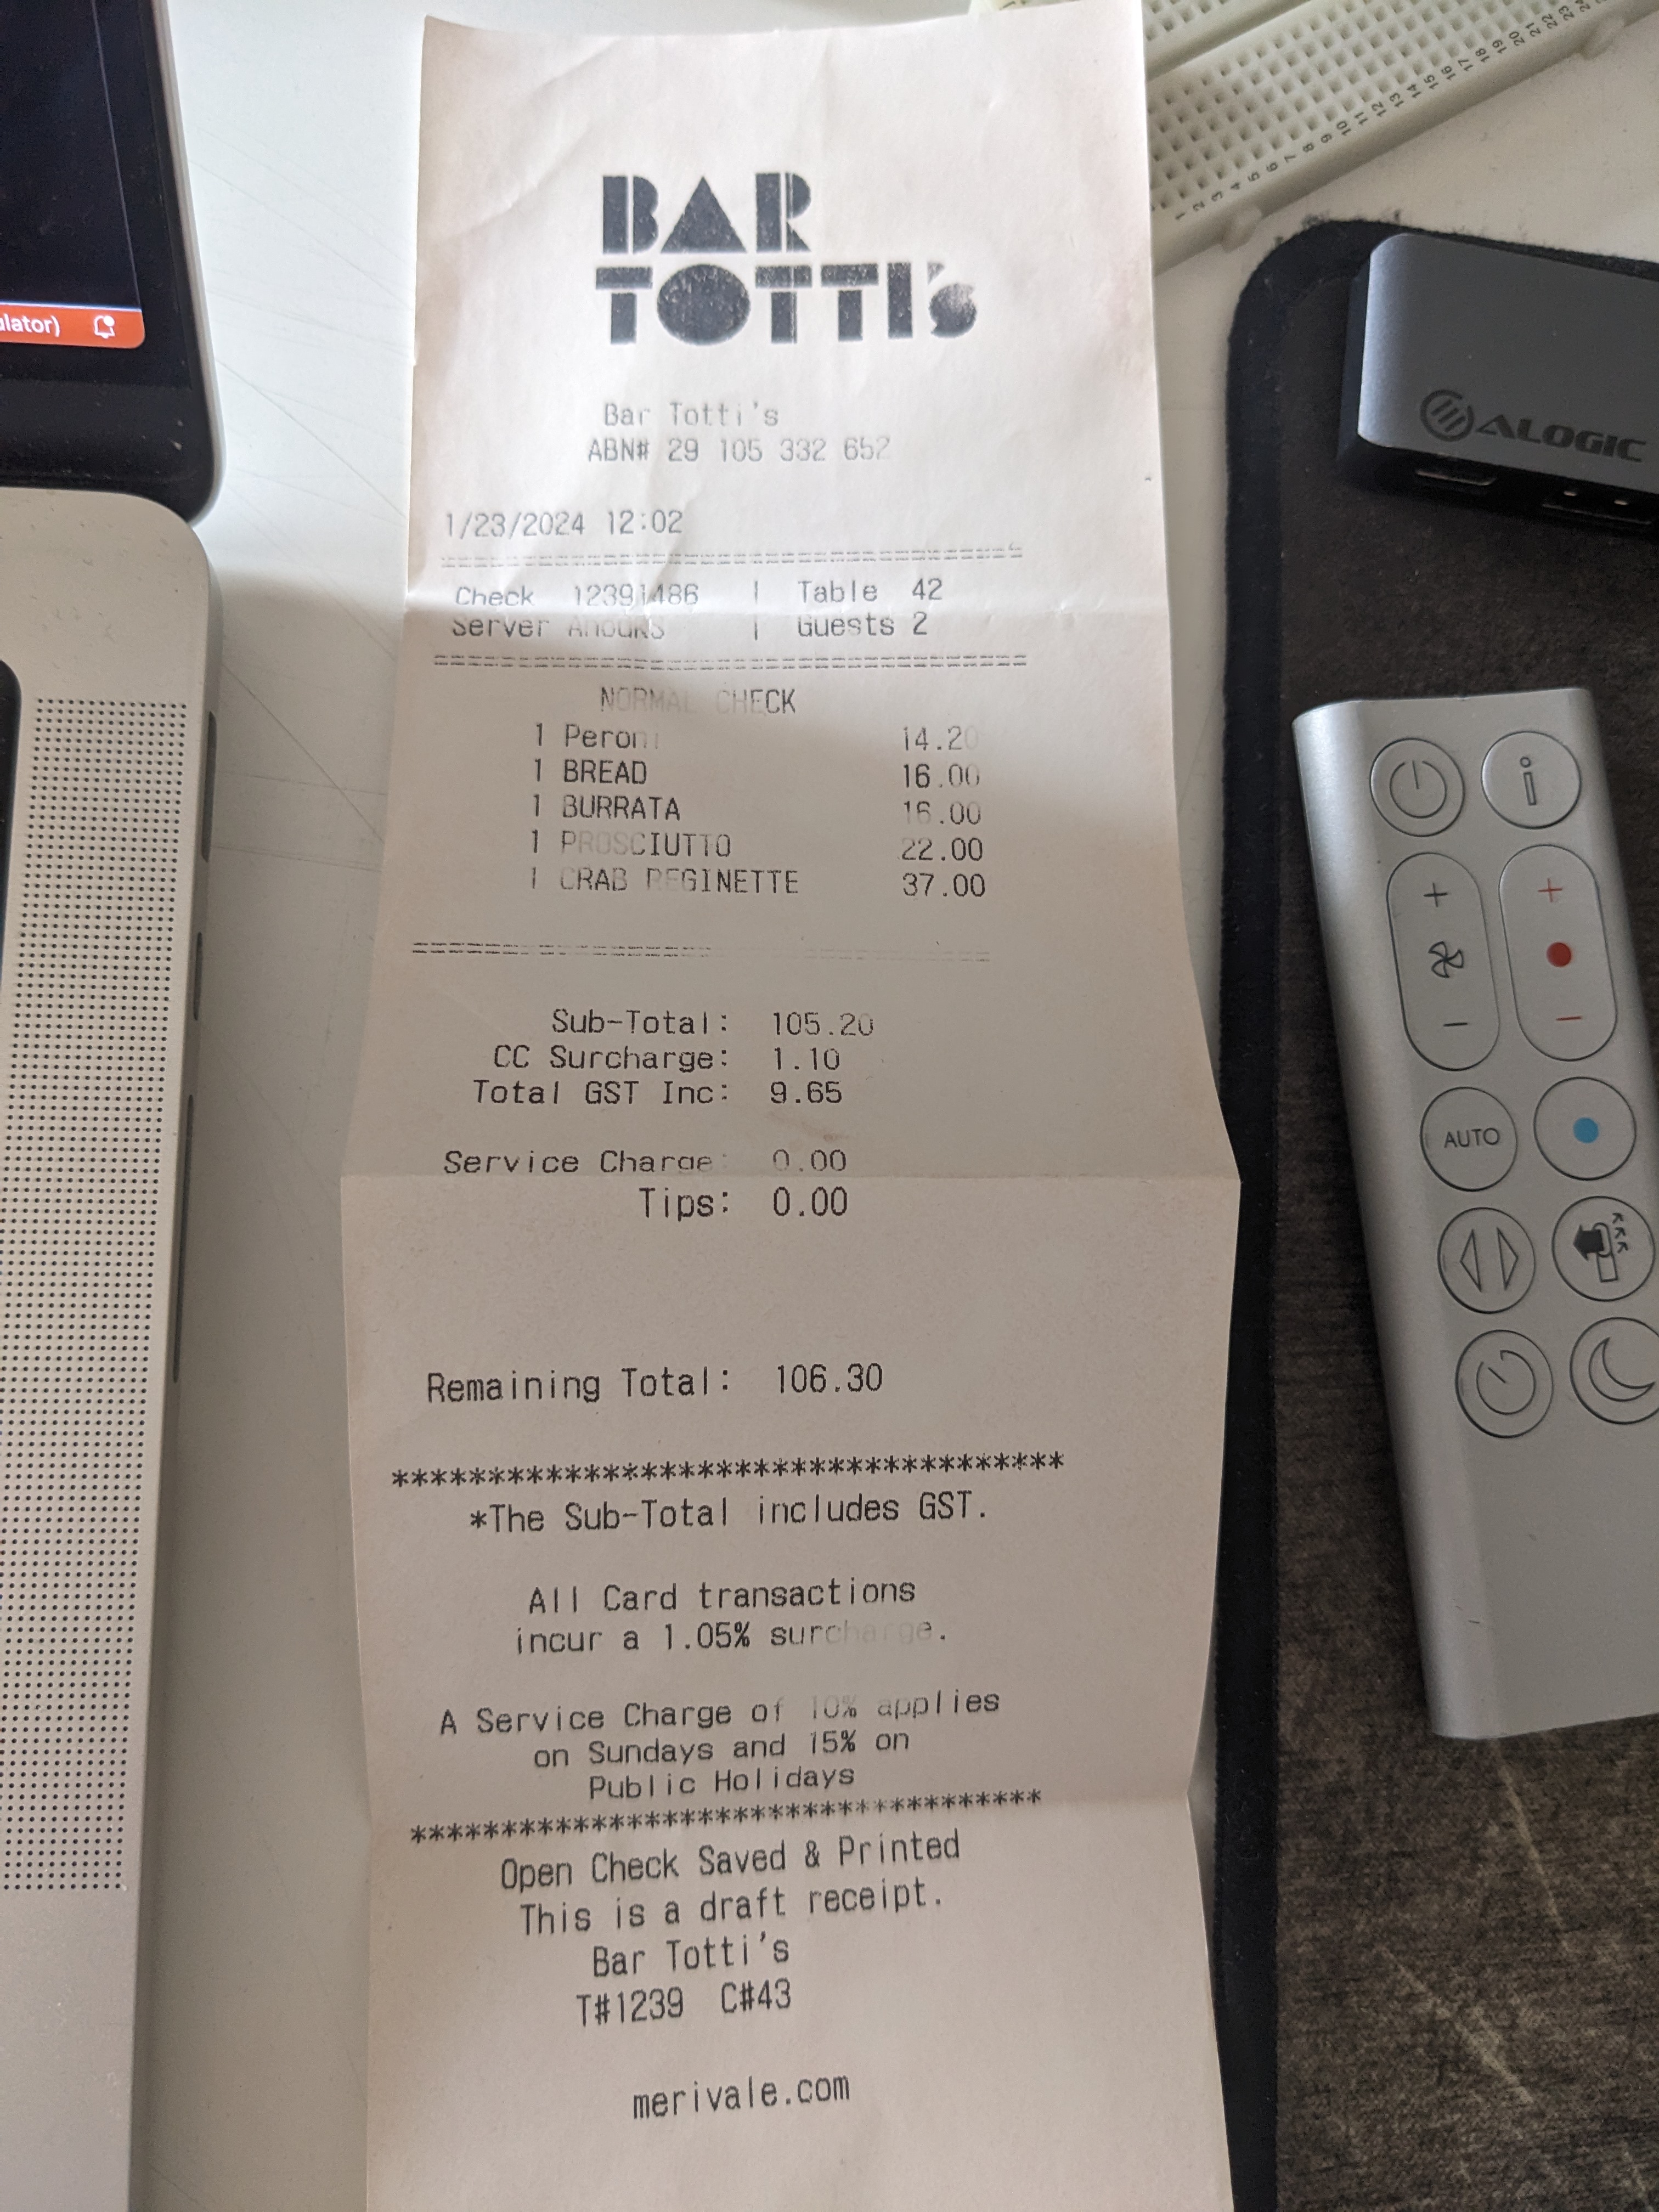 BAR
TOTTI's
Bar Totti's
ABN# 29 105 332 652
1/23/2024 12:02
====================================
Check 12391486 | Table 42
Server AnoukS | Guests 2
====================================
NORMAL CHECK
1 Peroni 14.20
1 BREAD 16.00
1 BURRATA 16.00
1 PROSCIUTTO 22.00
1 CRAB REGINETTE 37.00
====================================
Sub-Total: 105.20
CC Surcharge: 1.10
Total GST Inc: 9.65
Service Charge: 0.00
Tips: 0.00
Remaining Total: 106.30
***********************************
*The Sub-Total includes GST.
All Card transactions
incur a 1.05% surcharge.
A Service Charge of 10% applies
on Sundays and 15% on
Public Holidays
***********************************
Open Check Saved & Printed
This is a draft receipt.
Bar Totti's
T#1239 C#43
merivale.com
ulator)
ALOGIC
AUTO
1 2 3 4 5 6 7 8 9 10 11 12 13 14 15 16 17 18 19 20 21 22 23 24